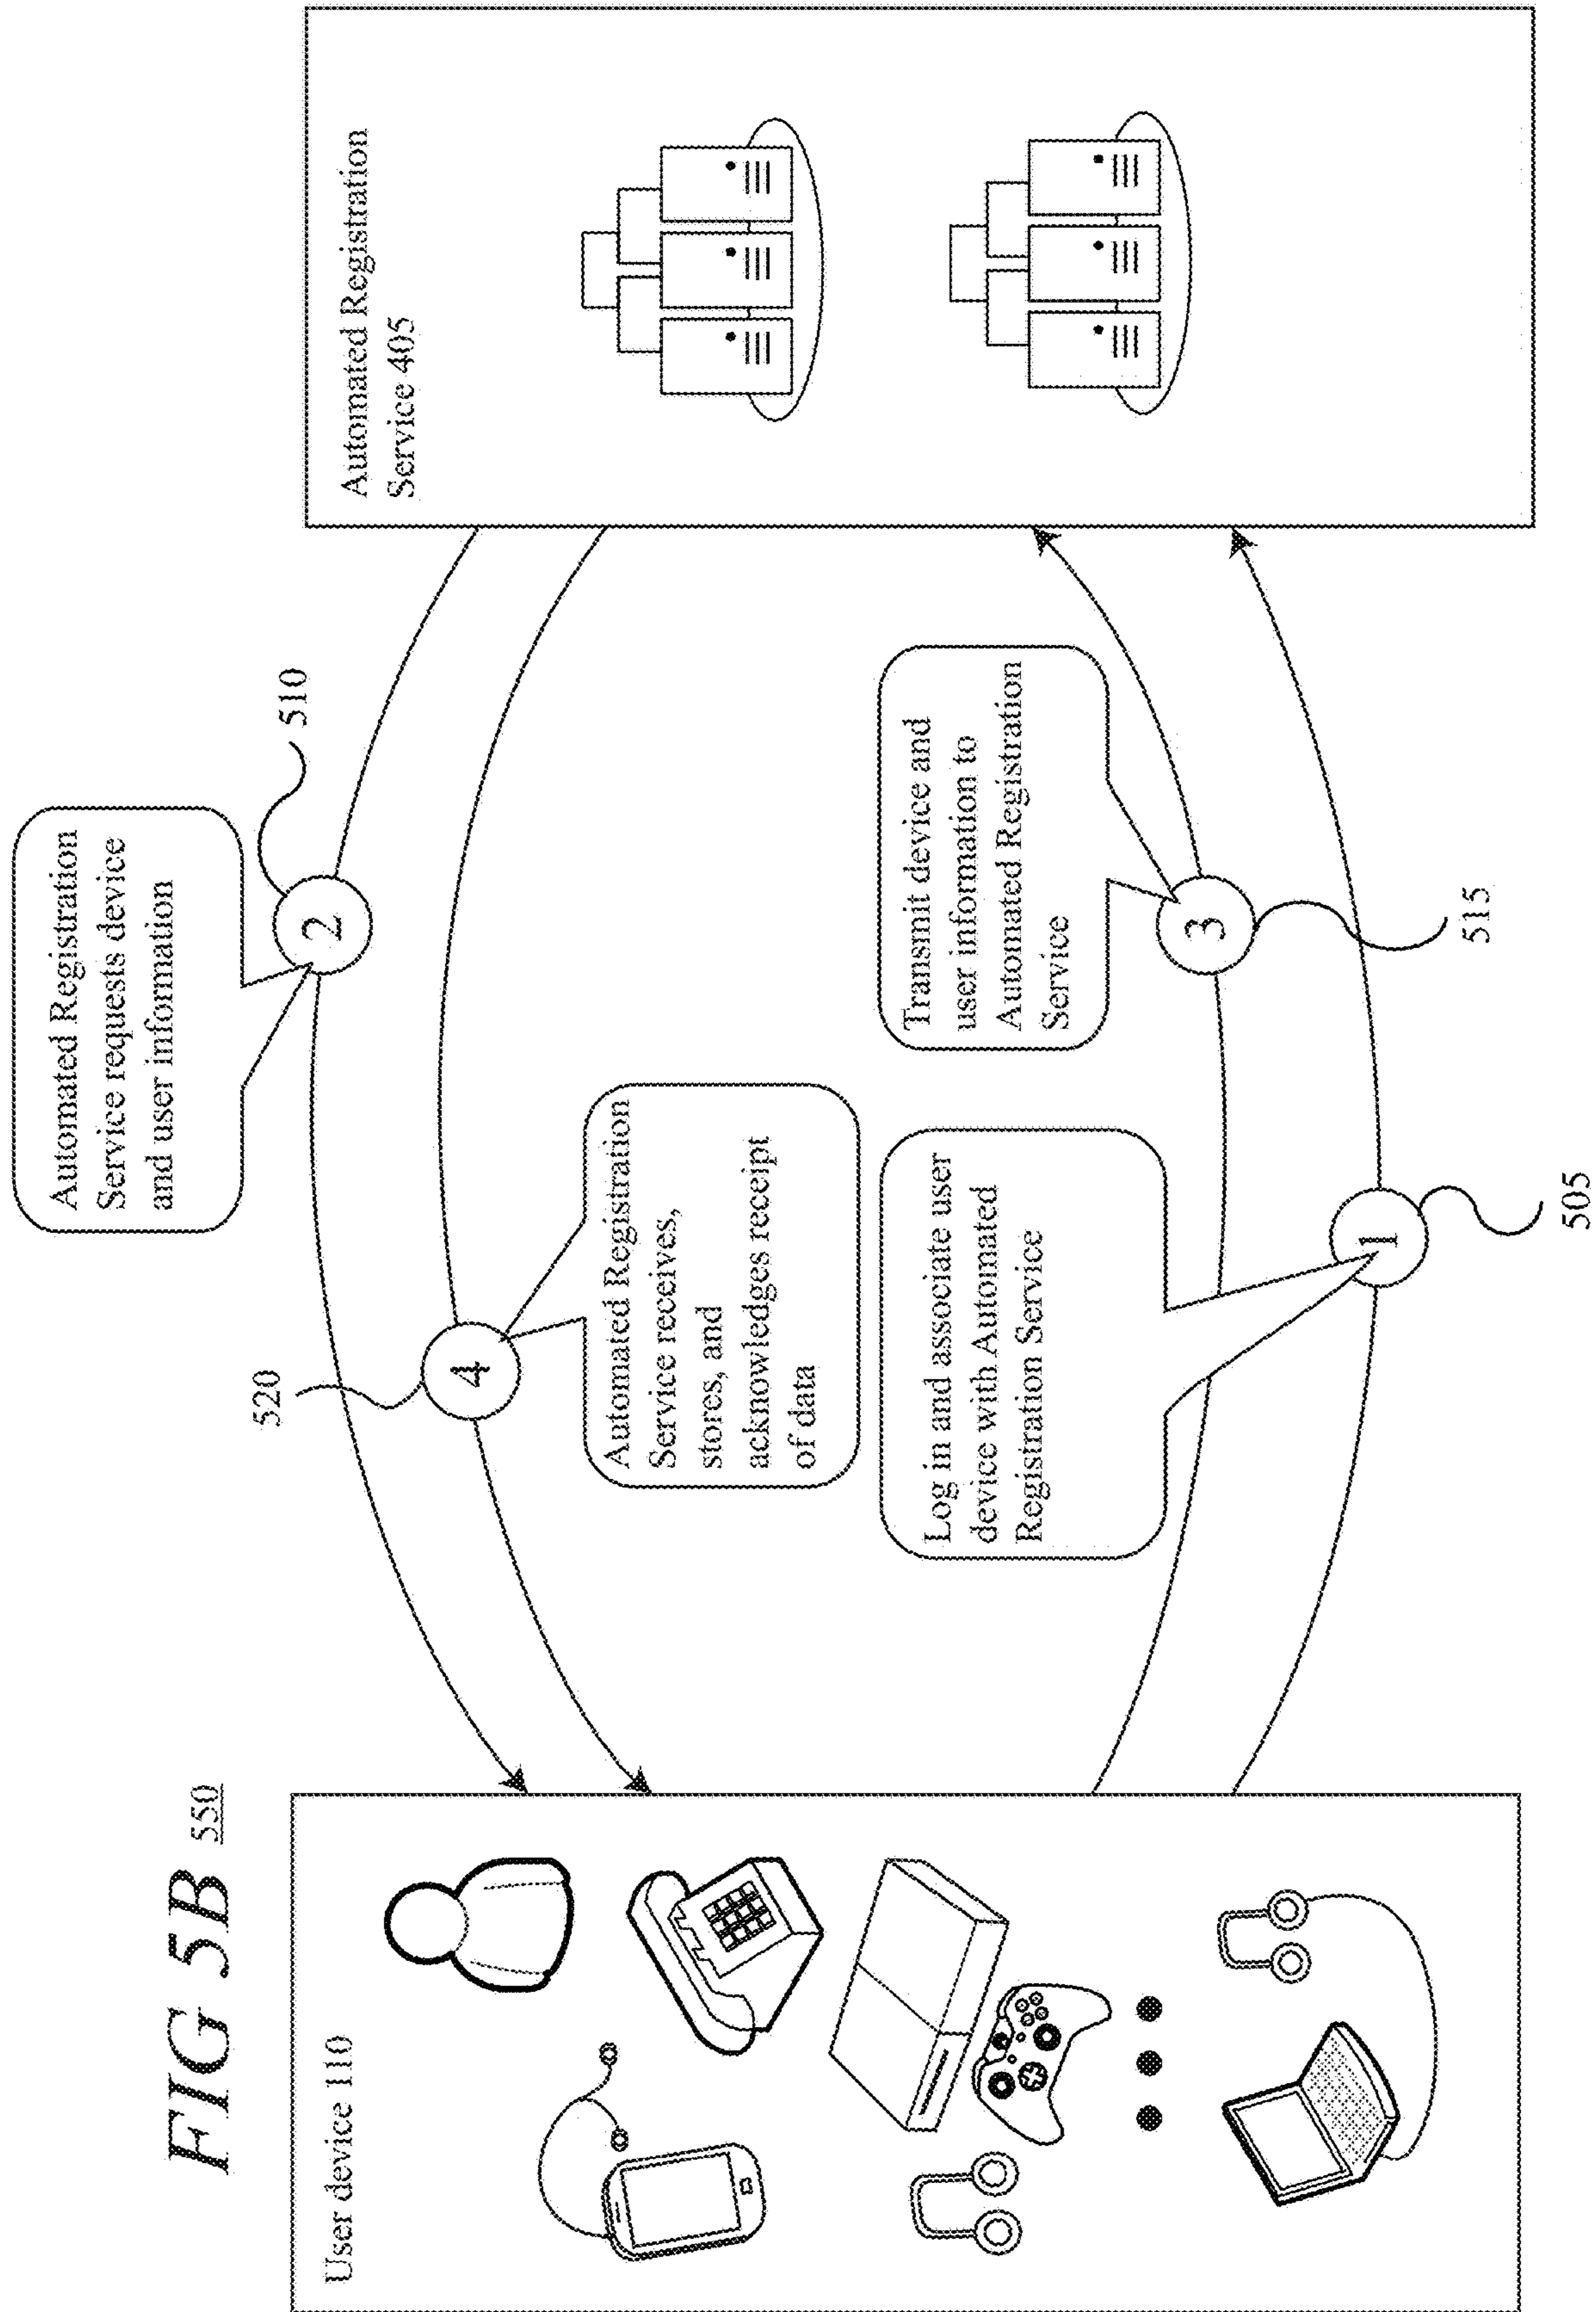 FIG 5B 550
User device 110
Automated Registration
Service requests device
and user information
2
510
520
4
Automated Registration
Service receives,
stores, and
acknowledges receipt
of data
Log in and associate user
device with Automated
Registration Service
1
505
Transmit device and
user information to
Automated Registration
Service
3
515
Automated Registration
Service 405